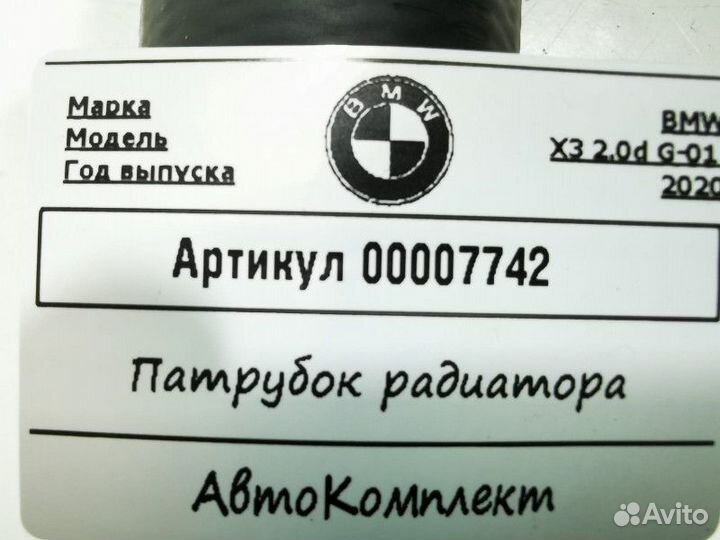 Марка BMW
Модель X3 2.0d G-01
Год выпуска 2020
BMW
Артикул 00007742
Патрубок радиатора
АвтоКомплект
Avito